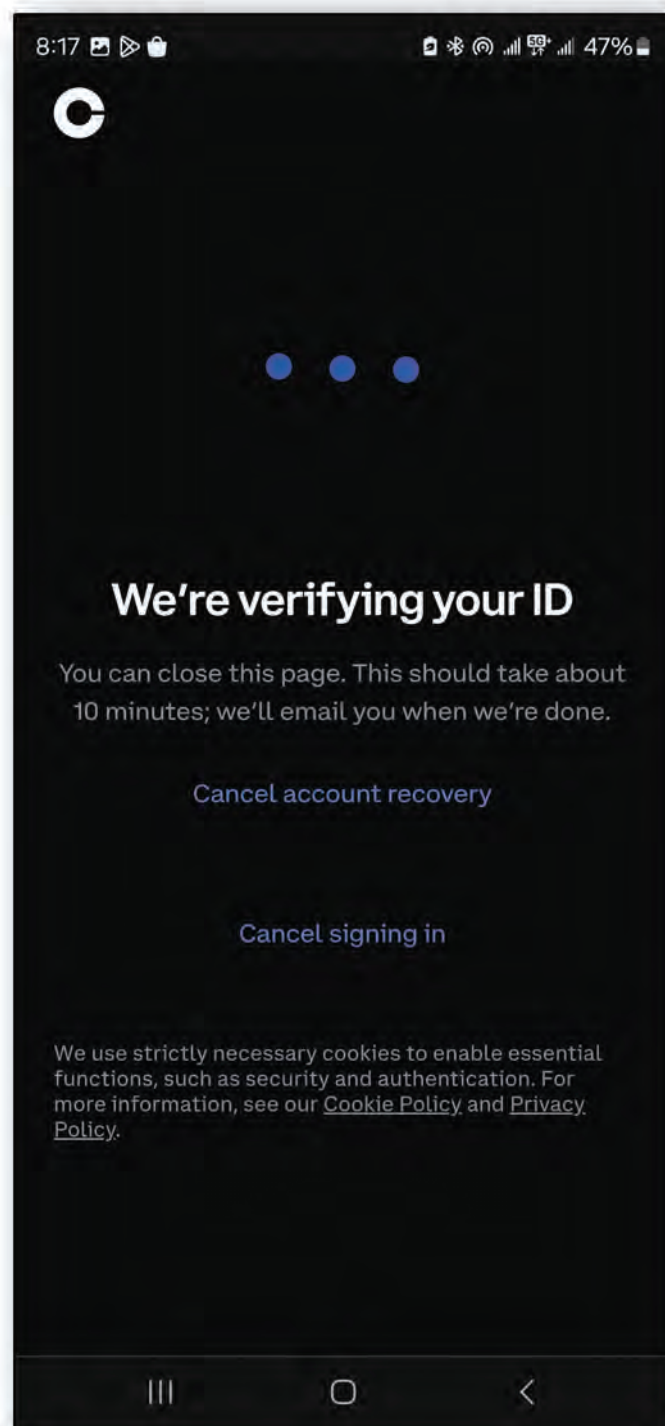 8:17 5G+ 47%
We're verifying your ID
You can close this page. This should take about
10 minutes; we'll email you when we're done.
Cancel account recovery
Cancel signing in
We use strictly necessary cookies to enable essential
functions, such as security and authentication. For
more information, see our Cookie Policy and Privacy
Policy.